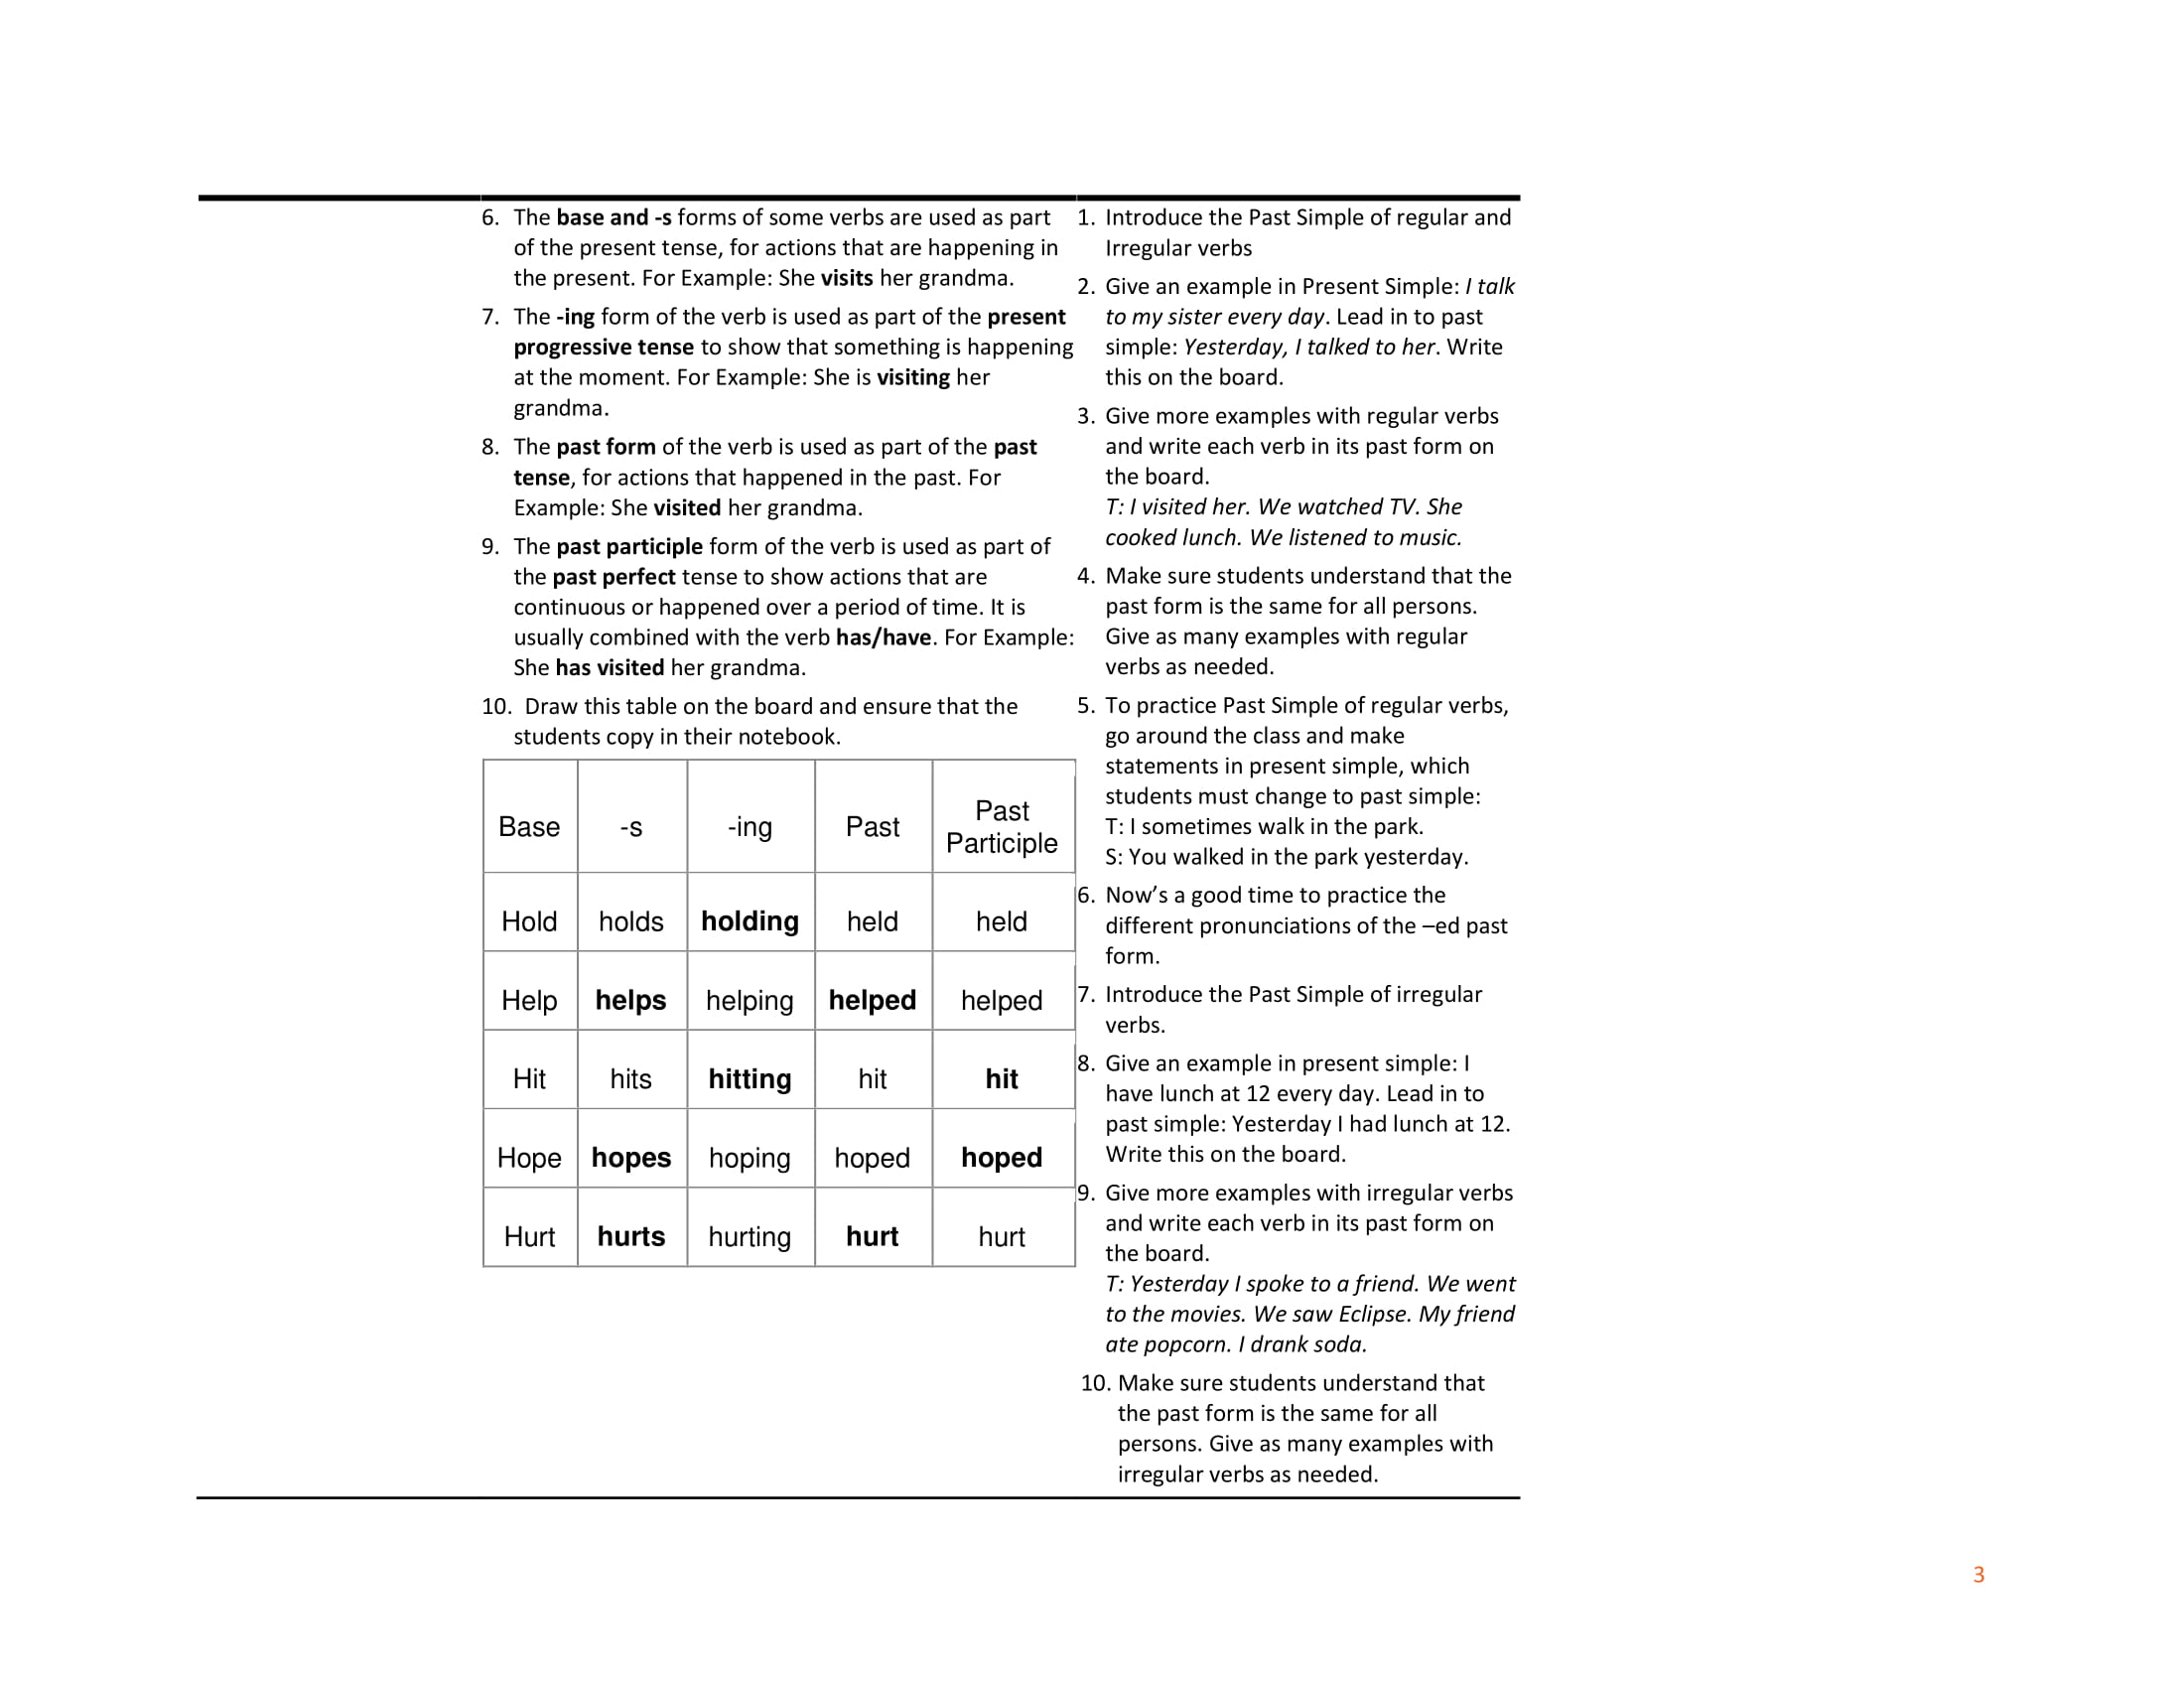 6. The base and -s forms of some verbs are used as part
of the present tense, for actions that are happening in
the present. For Example: She visits her grandma.
7. The -ing form of the verb is used as part of the present
progressive tense to show that something is happening
at the moment. For Example: She is visiting her
grandma.
8. The past form of the verb is used as part of the past
tense, for actions that happened in the past. For
Example: She visited her grandma.
9. The past participle form of the verb is used as part of
the past perfect tense to show actions that are
continuous or happened over a period of time. It is
usually combined with the verb has/have. For Example:
She has visited her grandma.
10. Draw this table on the board and ensure that the
students copy in their notebook.
Base -s -ing Past Past Participle
Hold holds holding held held
Help helps helping helped helped
Hit hits hitting hit hit
Hope hopes hoping hoped hoped
Hurt hurts hurting hurt hurt
1. Introduce the Past Simple of regular and
Irregular verbs
2. Give an example in Present Simple: I talk
to my sister every day. Lead in to past
simple: Yesterday, I talked to her. Write
this on the board.
3. Give more examples with regular verbs
and write each verb in its past form on
the board.
T: I visited her. We watched TV. She
cooked lunch. We listened to music.
4. Make sure students understand that the
past form is the same for all persons.
Give as many examples with regular
verbs as needed.
5. To practice Past Simple of regular verbs,
go around the class and make
statements in present simple, which
students must change to past simple:
T: I sometimes walk in the park.
S: You walked in the park yesterday.
6. Now’s a good time to practice the
different pronunciations of the –ed past
form.
7. Introduce the Past Simple of irregular
verbs.
8. Give an example in present simple: I
have lunch at 12 every day. Lead in to
past simple: Yesterday I had lunch at 12.
Write this on the board.
9. Give more examples with irregular verbs
and write each verb in its past form on
the board.
T: Yesterday I spoke to a friend. We went
to the movies. We saw Eclipse. My friend
ate popcorn. I drank soda.
10. Make sure students understand that
the past form is the same for all
persons. Give as many examples with
irregular verbs as needed.
3